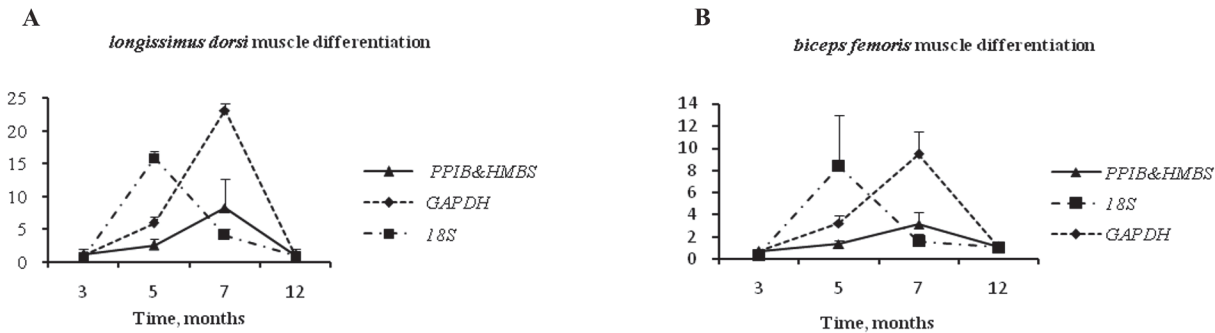 A
longissimus dorsi muscle differentiation
25
20
15
10
5
0
3 5 7 12
Time, months
PPIB&HMBS
GAPDH
18S
B
biceps femoris muscle differentiation
14
12
10
8
6
4
2
0
3 5 7 12
Time, months
PPIB&HMBS
18S
GAPDH